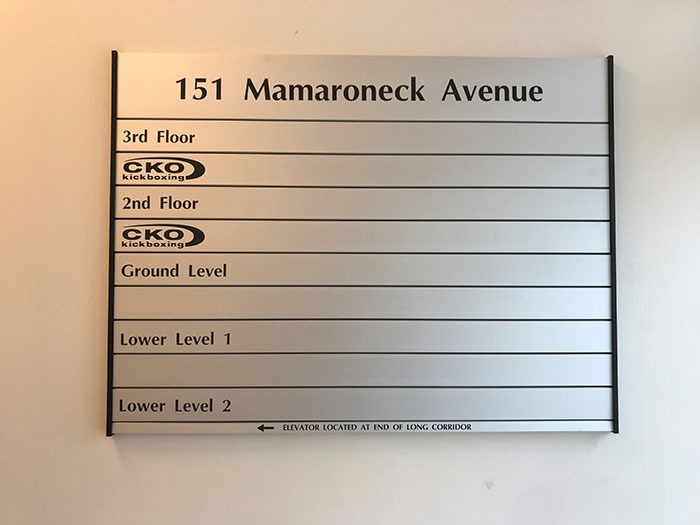 151 Mamaroneck Avenue
3rd Floor
CKO
kickboxing
2nd Floor
CKO
kickboxing
Ground Level
Lower Level 1
Lower Level 2
← ELEVATOR LOCATED AT END OF LONG CORRIDOR